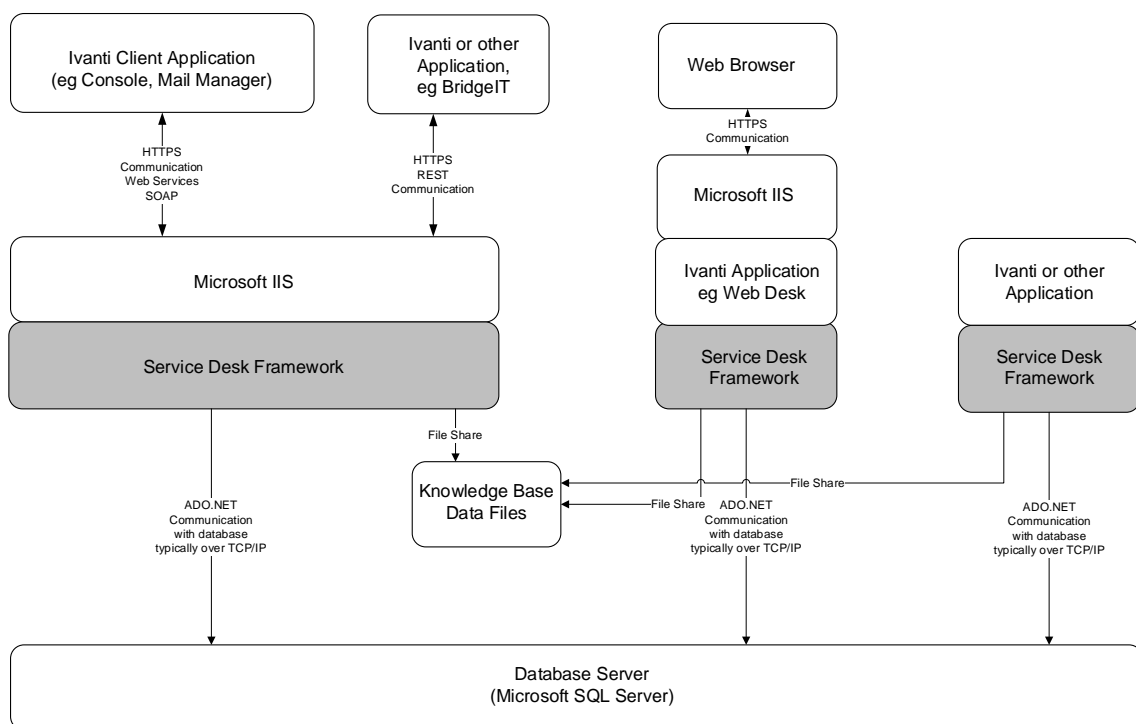 Ivanti Client Application
(eg Console, Mail Manager)
Ivanti or other
Application,
eg BridgeIT
Web Browser
HTTPS
Communication
Web Services
SOAP
HTTPS
REST
Communication
HTTPS
Communication
Microsoft IIS
Microsoft IIS
Ivanti Application
eg Web Desk
Ivanti or other
Application
Service Desk Framework
Service Desk
Framework
Service Desk
Framework
File Share
Knowledge Base
Data Files
File Share
File Share
ADO.NET
Communication
with database
typically over TCP/IP
ADO.NET
Communication
with database
typically over TCP/IP
ADO.NET
Communication
with database
typically over TCP/IP
Database Server
(Microsoft SQL Server)